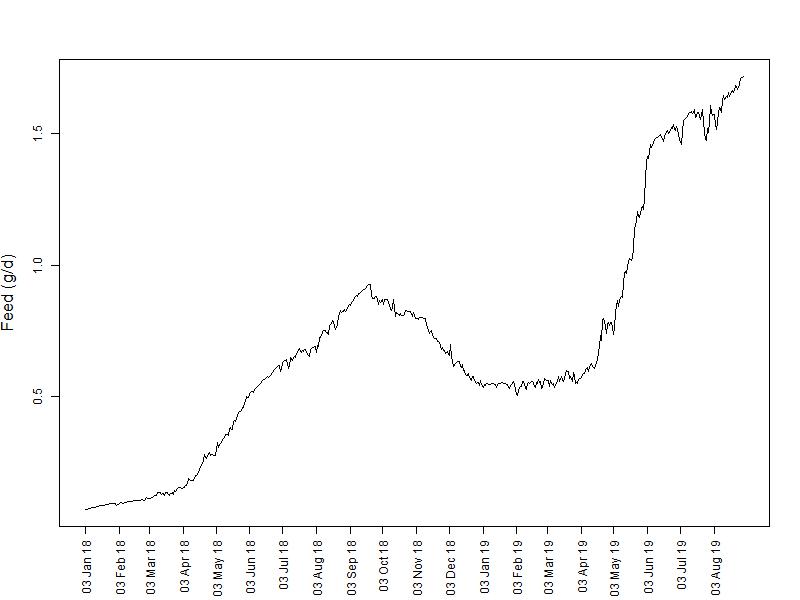 Feed (g/d)
1.5
1.0
0.5
03 Jan 18
03 Feb 18
03 Mar 18
03 Apr 18
03 May 18
03 Jun 18
03 Jul 18
03 Aug 18
03 Sep 18
03 Oct 18
03 Nov 18
03 Dec 18
03 Jan 19
03 Feb 19
03 Mar 19
03 Apr 19
03 May 19
03 Jun 19
03 Jul 19
03 Aug 19